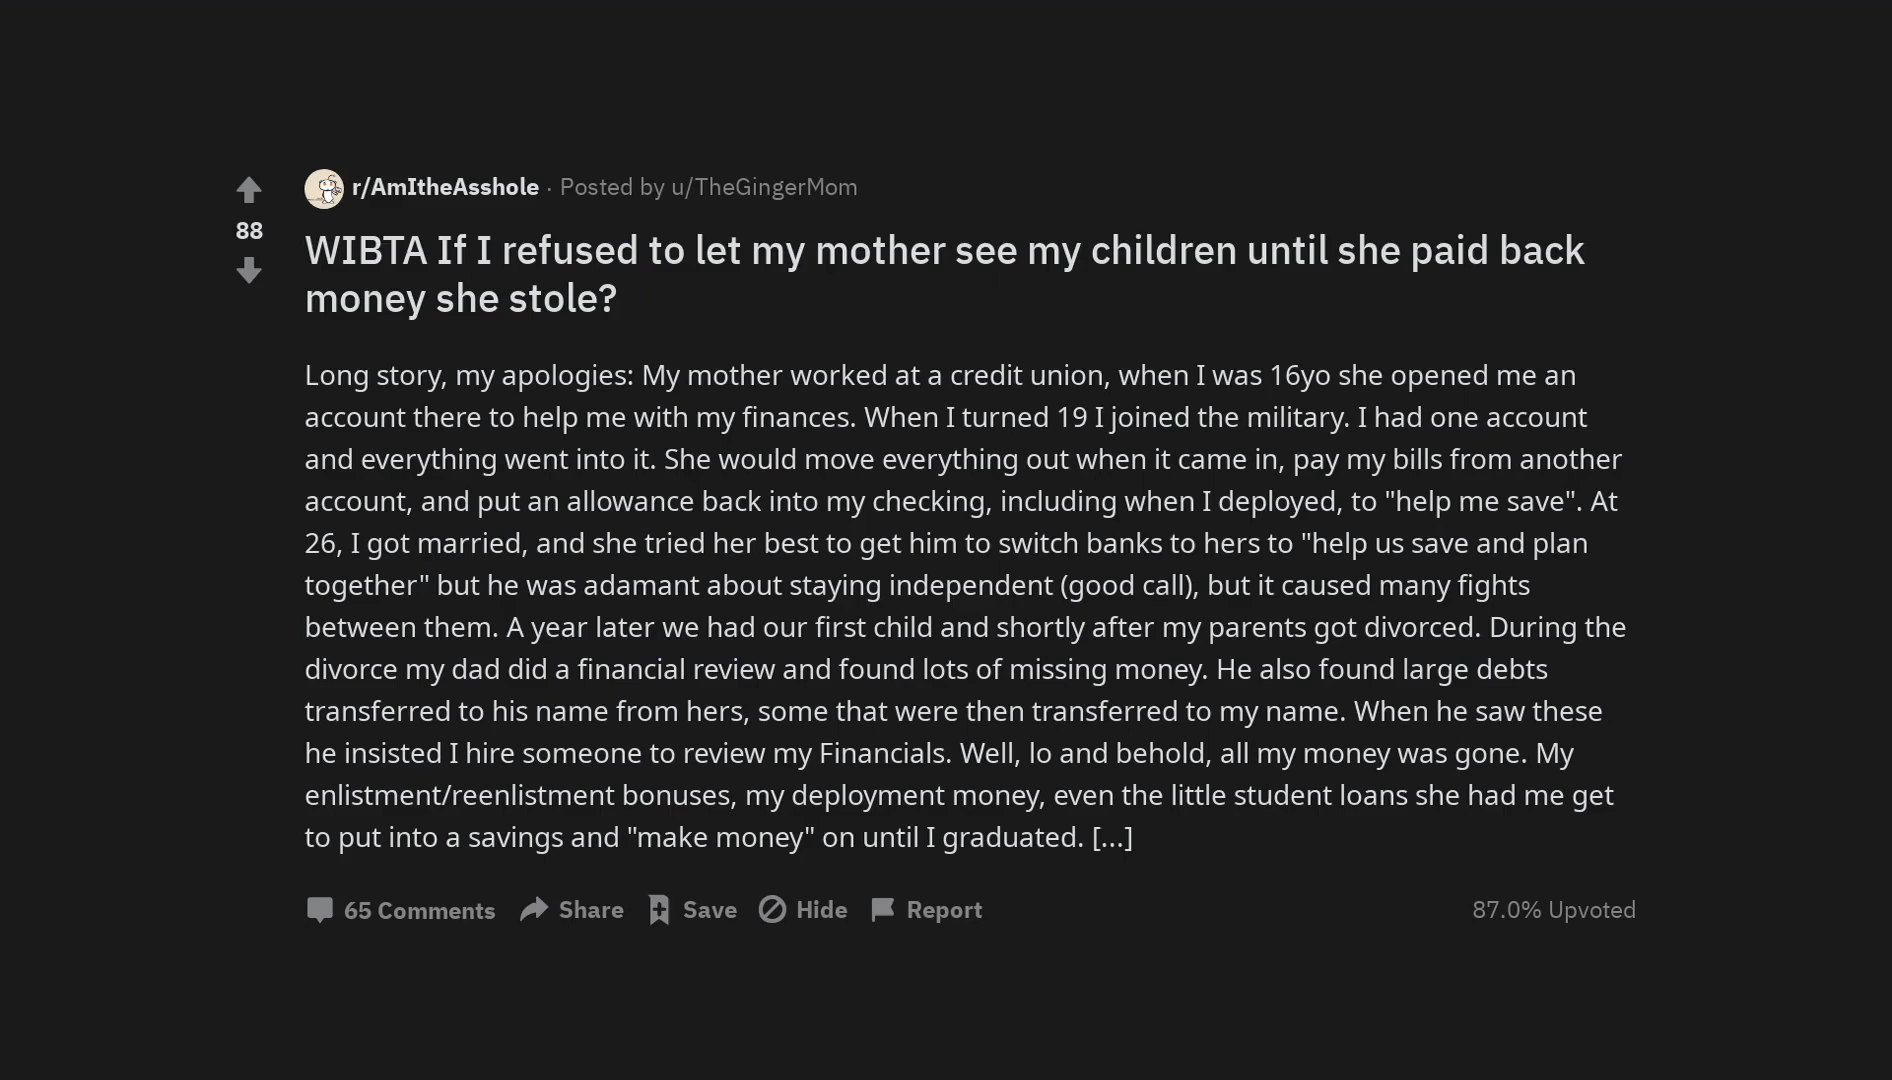 r/AmItheAsshole · Posted by u/TheGingerMom
88
WIBTA If I refused to let my mother see my children until she paid back
money she stole?
Long story, my apologies: My mother worked at a credit union, when I was 16yo she opened me an
account there to help me with my finances. When I turned 19 I joined the military. I had one account
and everything went into it. She would move everything out when it came in, pay my bills from another
account, and put an allowance back into my checking, including when I deployed, to "help me save". At
26, I got married, and she tried her best to get him to switch banks to hers to "help us save and plan
together" but he was adamant about staying independent (good call), but it caused many fights
between them. A year later we had our first child and shortly after my parents got divorced. During the
divorce my dad did a financial review and found lots of missing money. He also found large debts
transferred to his name from hers, some that were then transferred to my name. When he saw these
he insisted I hire someone to review my Financials. Well, lo and behold, all my money was gone. My
enlistment/reenlistment bonuses, my deployment money, even the little student loans she had me get
to put into a savings and "make money" on until I graduated. [...]
65 Comments Share Save Hide Report 87.0% Upvoted